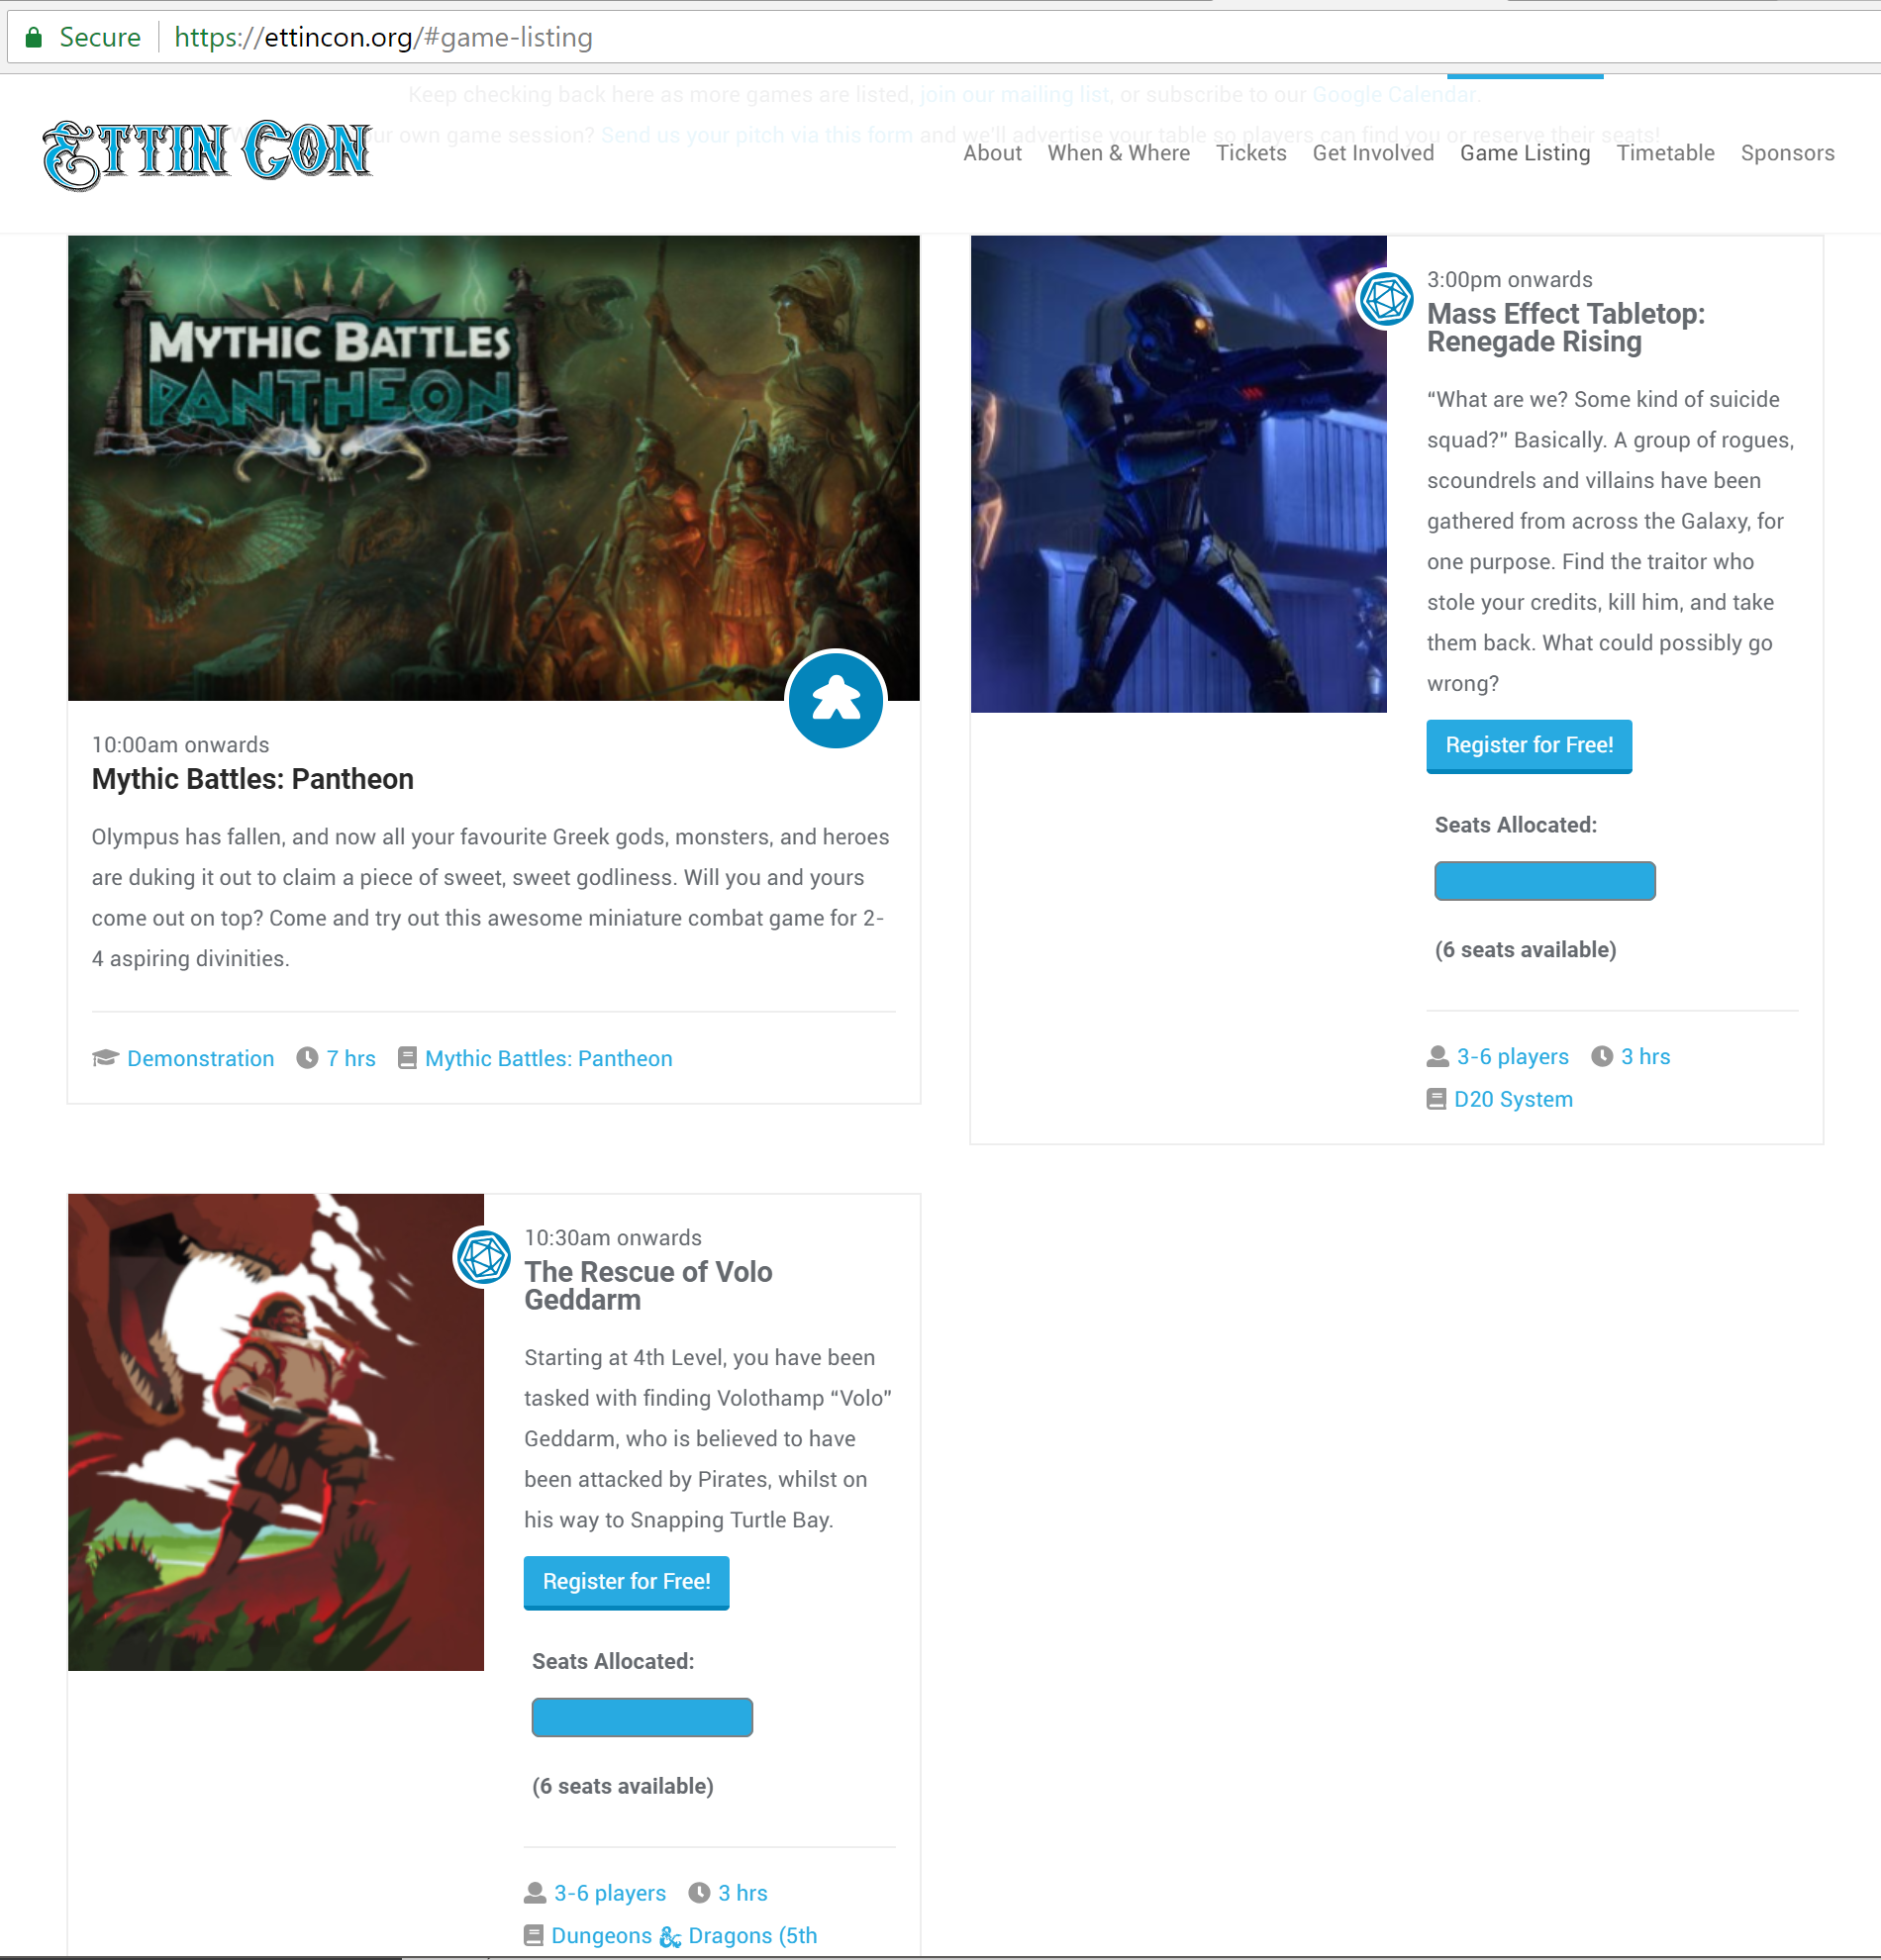 Secure https://ettincon.org/#game-listing
Keep checking back here as more games are listed, join our mailing list, or subscribe to our Google Calendar.
ur own game session? Send us your pitch via this form and we'll advertise your table so players can find you or reserve their seats!
ETTIN CON
About When & Where Tickets Get Involved Game Listing Timetable Sponsors
MYTHIC BATTLES
PANTHEON
10:00am onwards
Mythic Battles: Pantheon
Olympus has fallen, and now all your favourite Greek gods, monsters, and heroes
are duking it out to claim a piece of sweet, sweet godliness. Will you and yours
come out on top? Come and try out this awesome miniature combat game for 2-
4 aspiring divinities.
Demonstration 7 hrs Mythic Battles: Pantheon
3:00pm onwards
Mass Effect Tabletop:
Renegade Rising
“What are we? Some kind of suicide
squad?” Basically. A group of rogues,
scoundrels and villains have been
gathered from across the Galaxy, for
one purpose. Find the traitor who
stole your credits, kill him, and take
them back. What could possibly go
wrong?
Register for Free!
Seats Allocated:
(6 seats available)
3-6 players 3 hrs
D20 System
10:30am onwards
The Rescue of Volo
Geddarm
Starting at 4th Level, you have been
tasked with finding Volothamp “Volo”
Geddarm, who is believed to have
been attacked by Pirates, whilst on
his way to Snapping Turtle Bay.
Register for Free!
Seats Allocated:
(6 seats available)
3-6 players 3 hrs
Dungeons & Dragons (5th